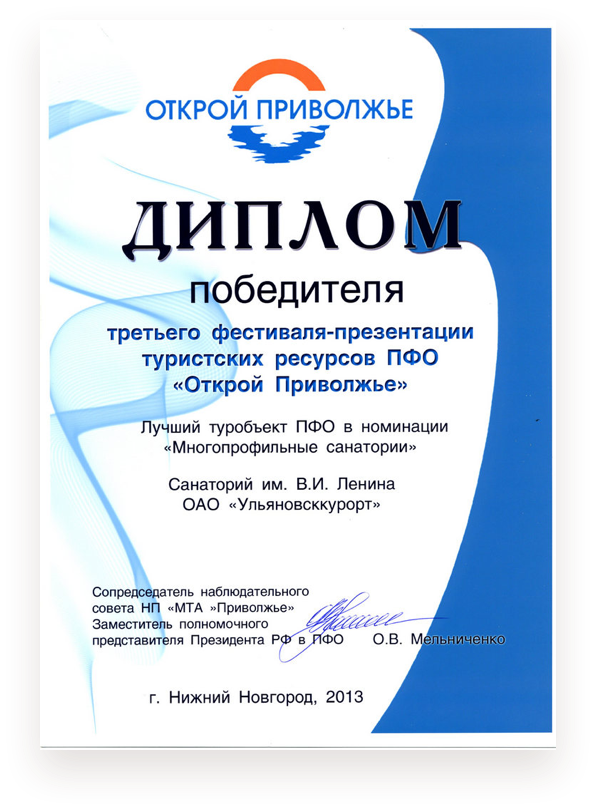 ОТКРОЙ ПРИВОЛЖЬЕ
ДИПЛОМ
победителя
третьего фестиваля-презентации
туристских ресурсов ПФО
«Открой Приволжье»
Лучший туробъект ПФО в номинации
«Многопрофильные санатории»
Санаторий им. В.И. Ленина
ОАО «Ульяновсккурорт»
Сопредседатель наблюдательного
совета НП «МТА »Приволжье»
Заместитель полномочного
представителя Президента РФ в ПФО О.В. Мельниченко
г. Нижний Новгород, 2013